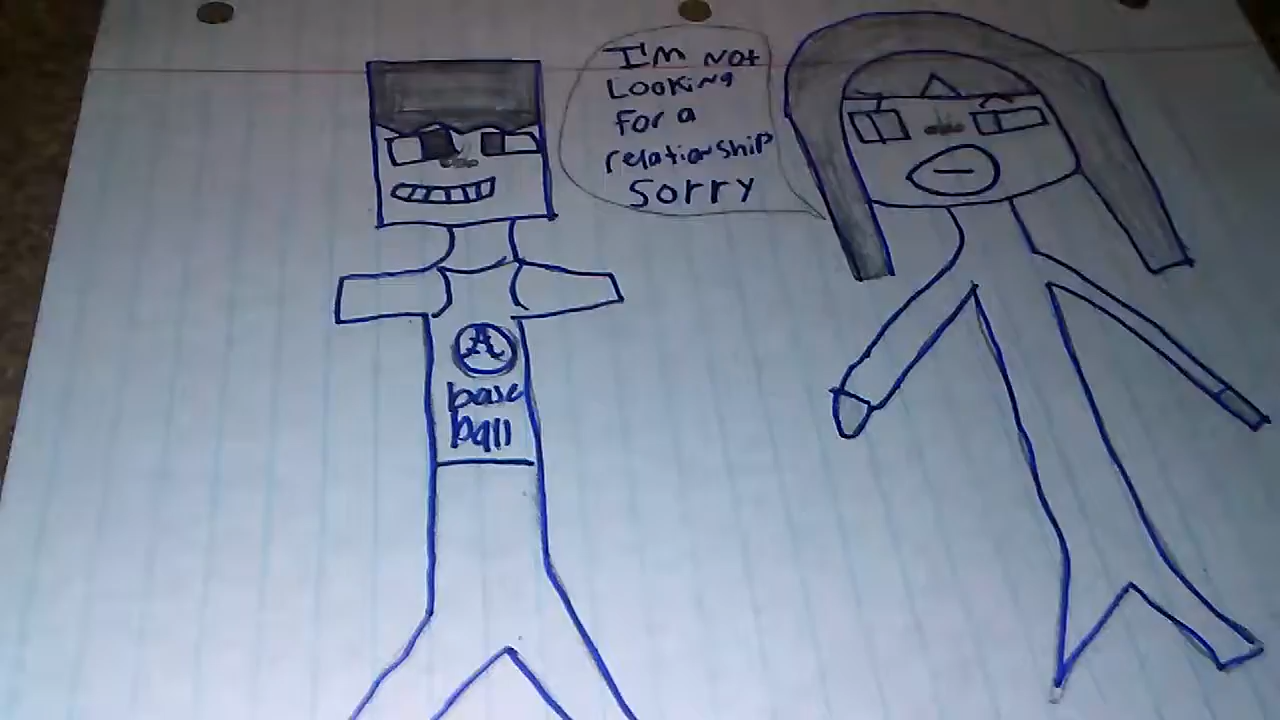 I'm Not
Looking
For a
relationship
Sorry
A
base
ball